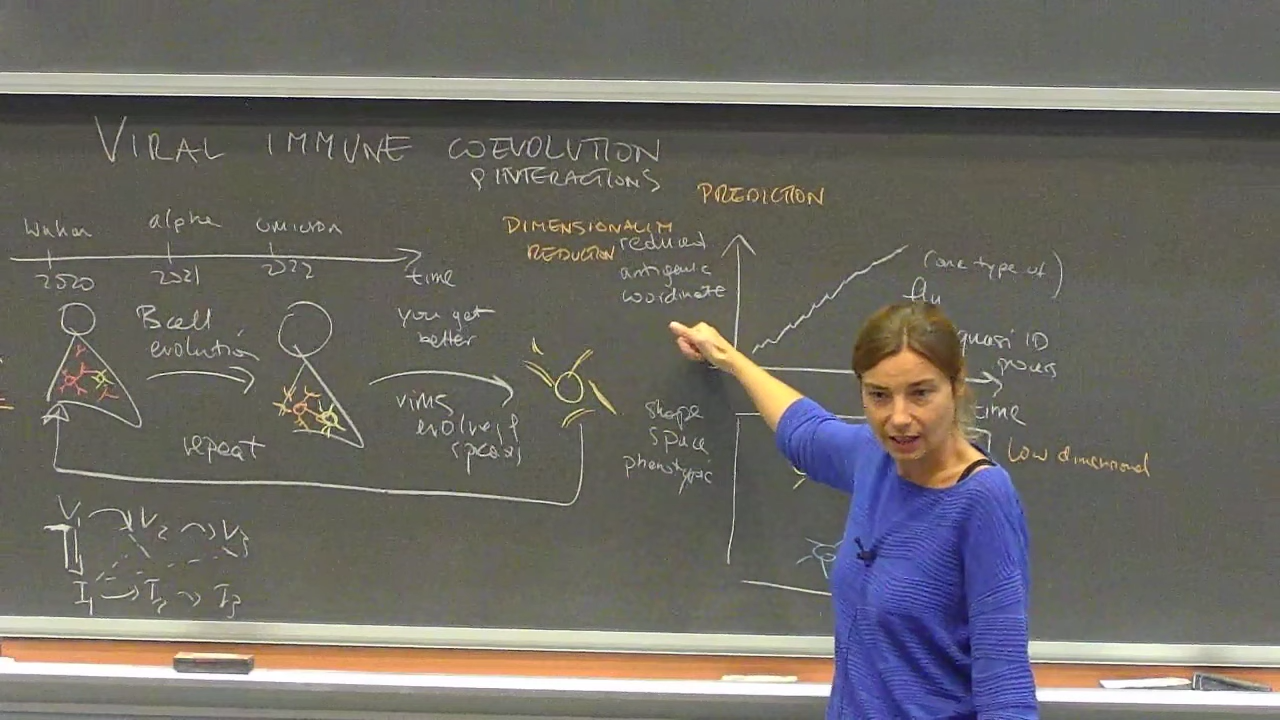 VIRAL IMMUNE COEVOLUTION
INTERACTIONS
PREDICTION
Wuhan alpha omicron
2020 2021 2022 time
DIMENSIONALITY
REDUCTION
reduced
antigenic
coordinate
(one type of)
flu
quasi 1D
time
B cell
evolution
repeat
you get
better
virus
evolves
shape
space
phenotypic
low dimensional
V₁ V₂ V₃
I₁ I₂ I₃